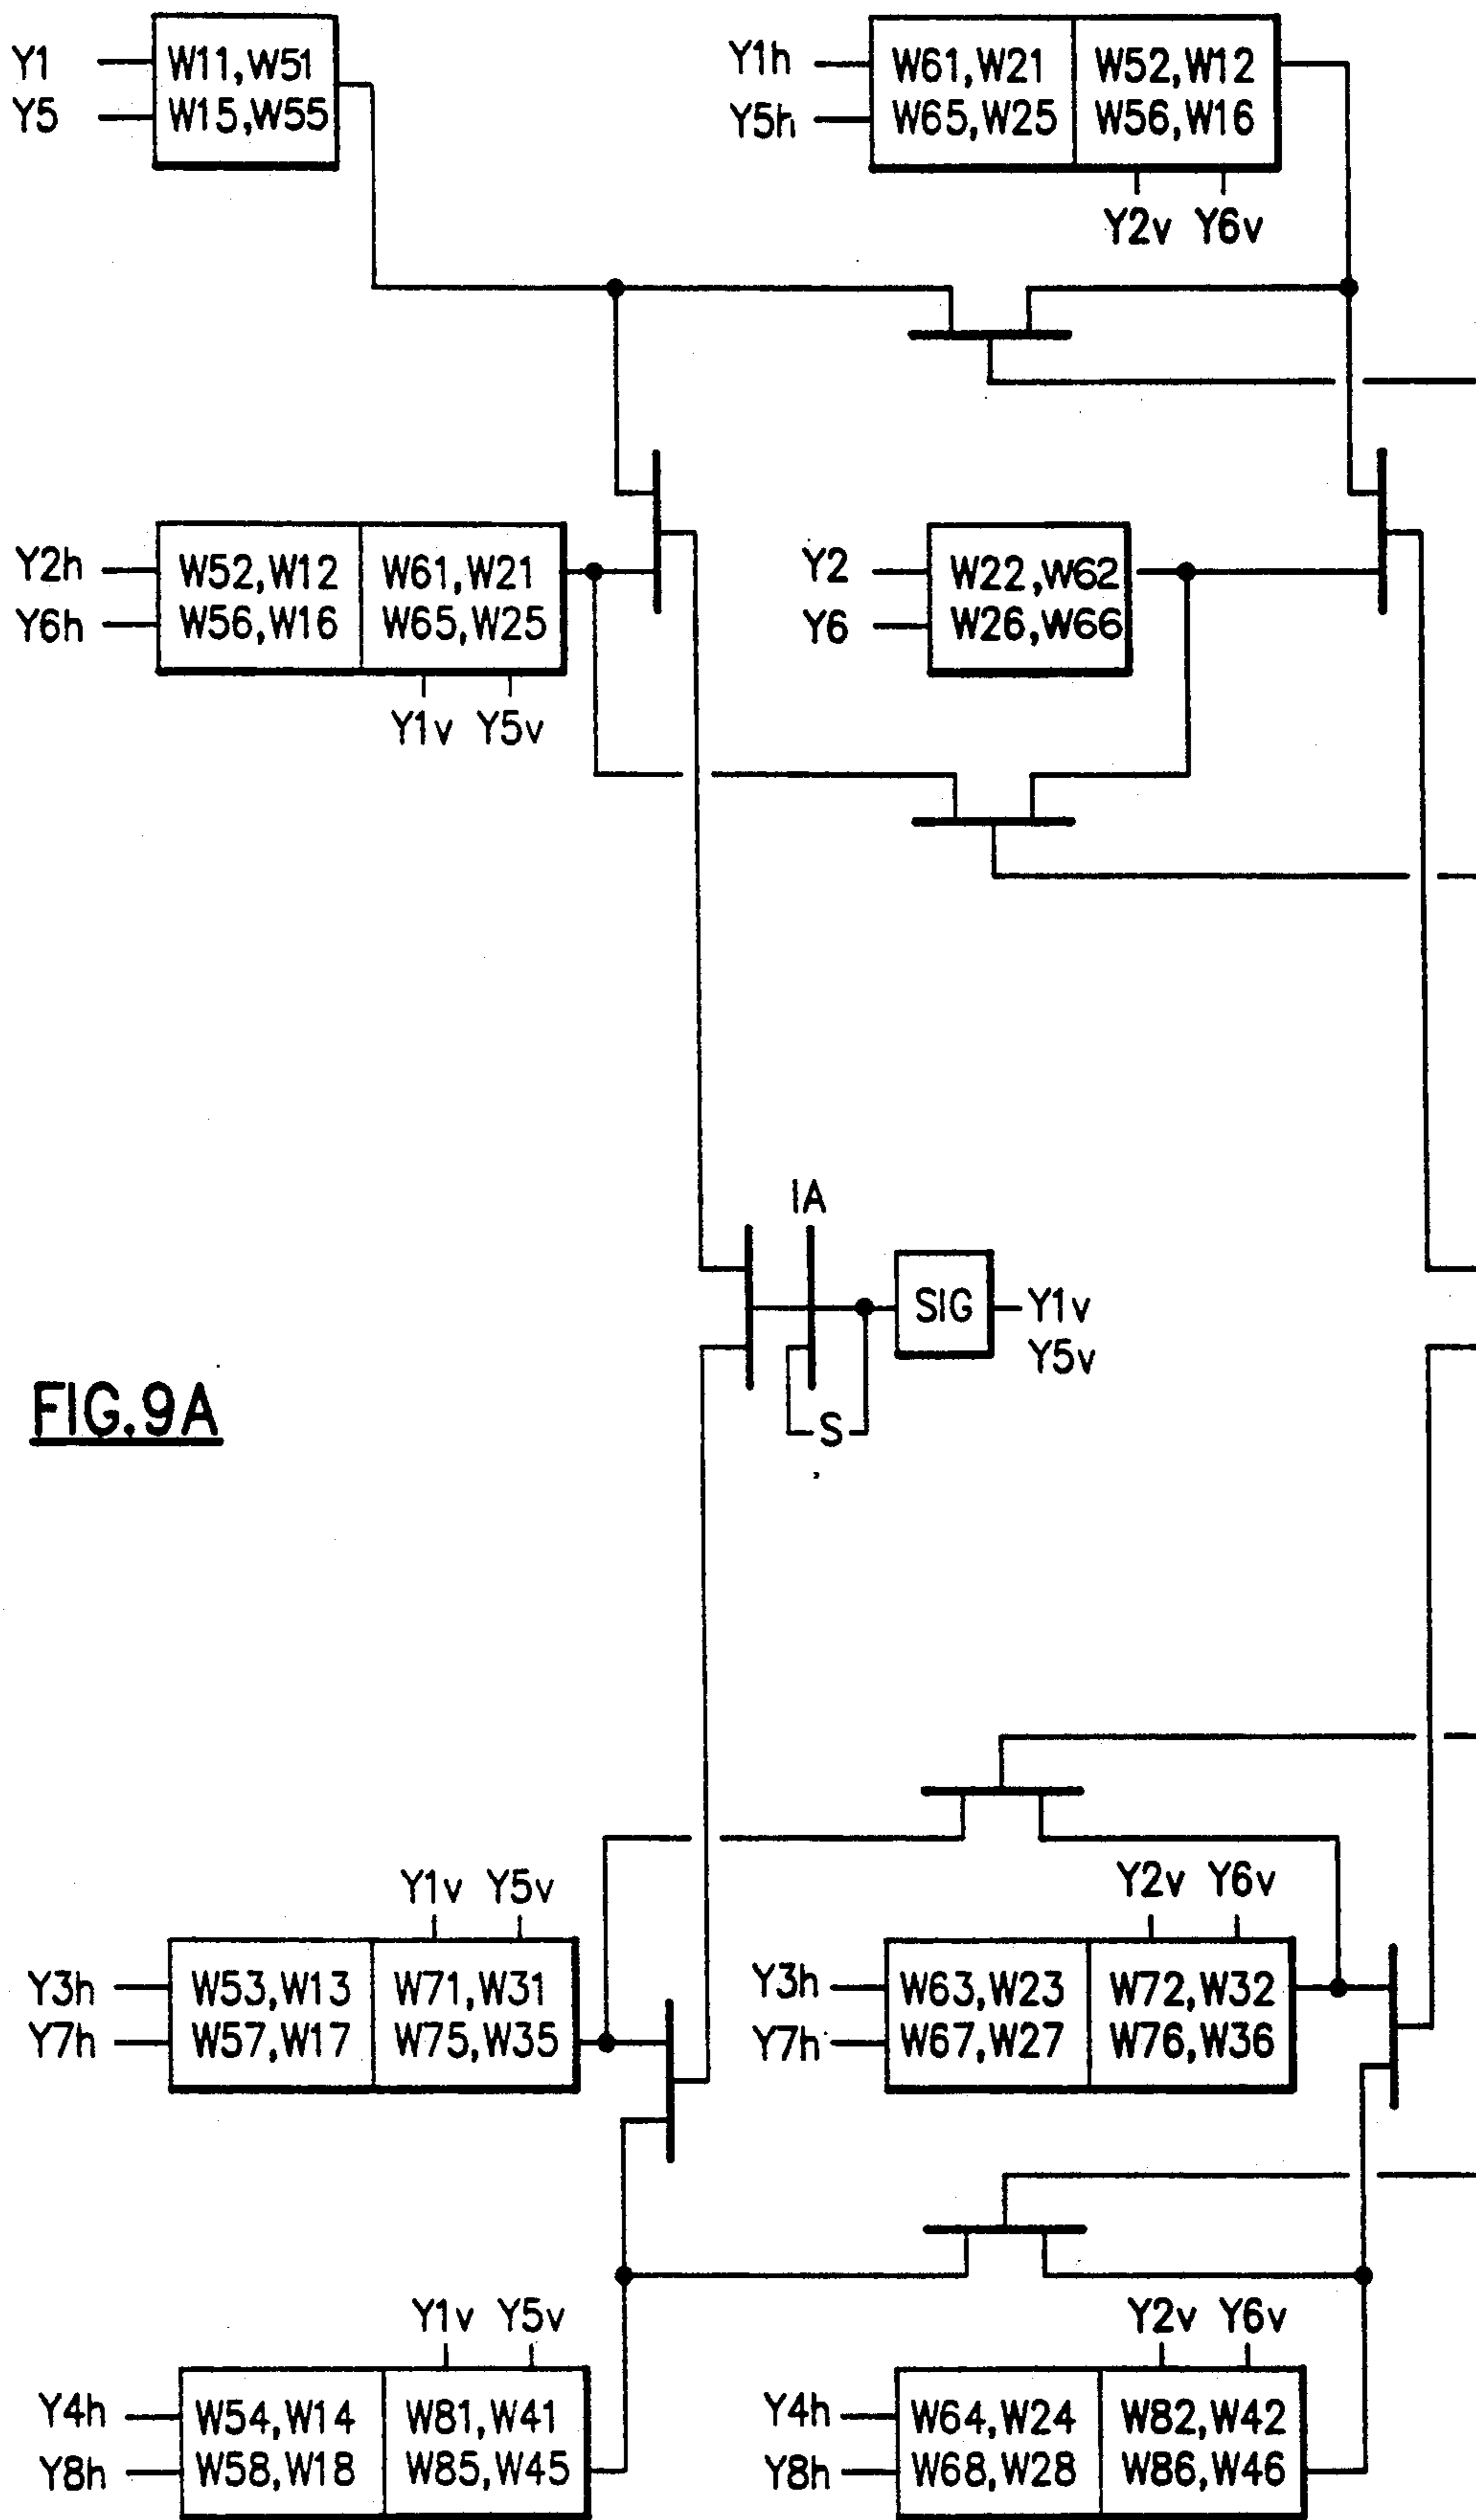 Y1
Y5
W11,W51
W15,W55
Y1h
Y5h
W61,W21
W65,W25
W52,W12
W56,W16
Y2v Y6v
Y2h
Y6h
W52,W12
W56,W16
W61,W21
W65,W25
Y1v Y5v
Y2
Y6
W22,W62
W26,W66
IA
SIG
Y1v
Y5v
S
FIG.9A
Y1v Y5v
Y3h
Y7h
W53,W13
W57,W17
W71,W31
W75,W35
Y2v Y6v
Y3h
Y7h
W63,W23
W67,W27
W72,W32
W76,W36
Y1v Y5v
Y4h
Y8h
W54,W14
W58,W18
W81,W41
W85,W45
Y2v Y6v
Y4h
Y8h
W64,W24
W68,W28
W82,W42
W86,W46